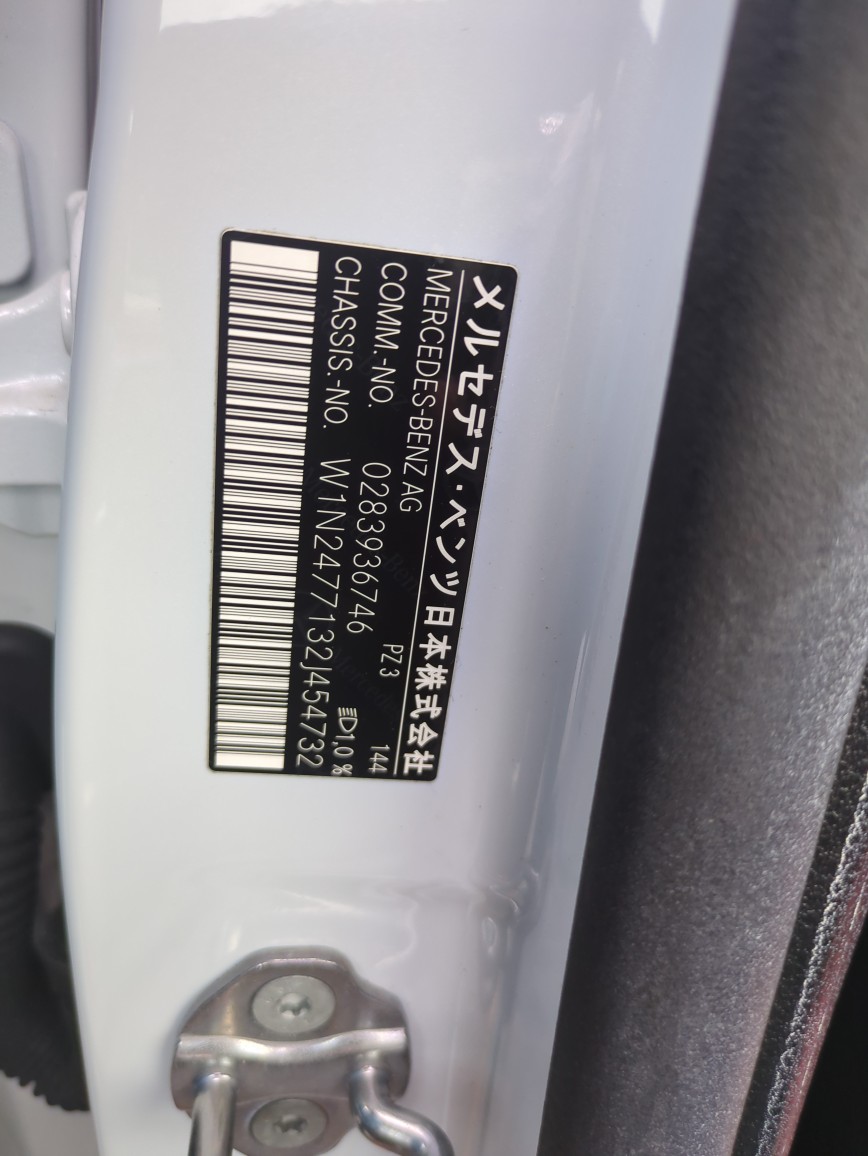 メルセデス・ベンツ日本株式会社
MERCEDES-BENZ AG
COMM.-NO. 0283936746 PZ3 144
CHASSIS.-NO. W1N2477132J454732 1,0 %